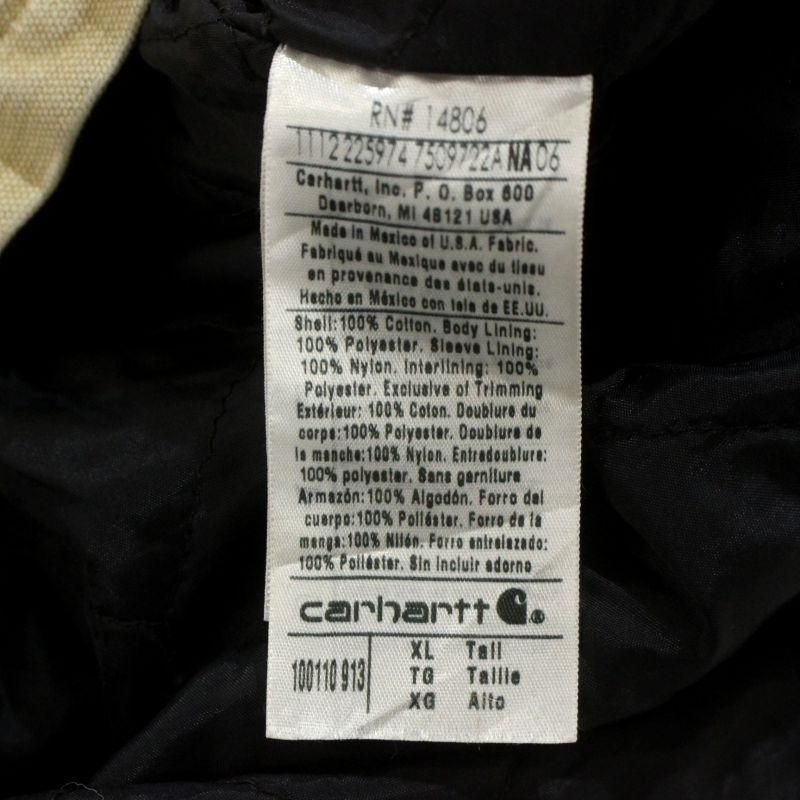 RN# 14806
1112 225974 7509722A NA 06
Carhartt, Inc. P. O. Box 600
Dearborn, MI 48121 USA
Made in Mexico of U.S.A. Fabric.
Fabriqué au Mexique avec du tissu
en provenance des états-unis.
Hecho en México con tela de EE.UU.
Shell:100% Cotton. Body Lining:
100% Polyester. Sleeve Lining:
100% Nylon. Interlining: 100%
Polyester. Exclusive of Trimming
Extérieur: 100% Coton. Doublure du
corps:100% Polyester. Doublure de
la manche:100% Nylon. Entredoublure:
100% polyester. Sans garniture
Armazón:100% Algodón. Forro del
cuerpo:100% Poliéster. Forro de la
manga:100% Nilón. Forro entrelazado:
100% Poliéster. Sin incluir adorno
carhartt ®
100110 913
XL Tall
TG Taille
XG Alto